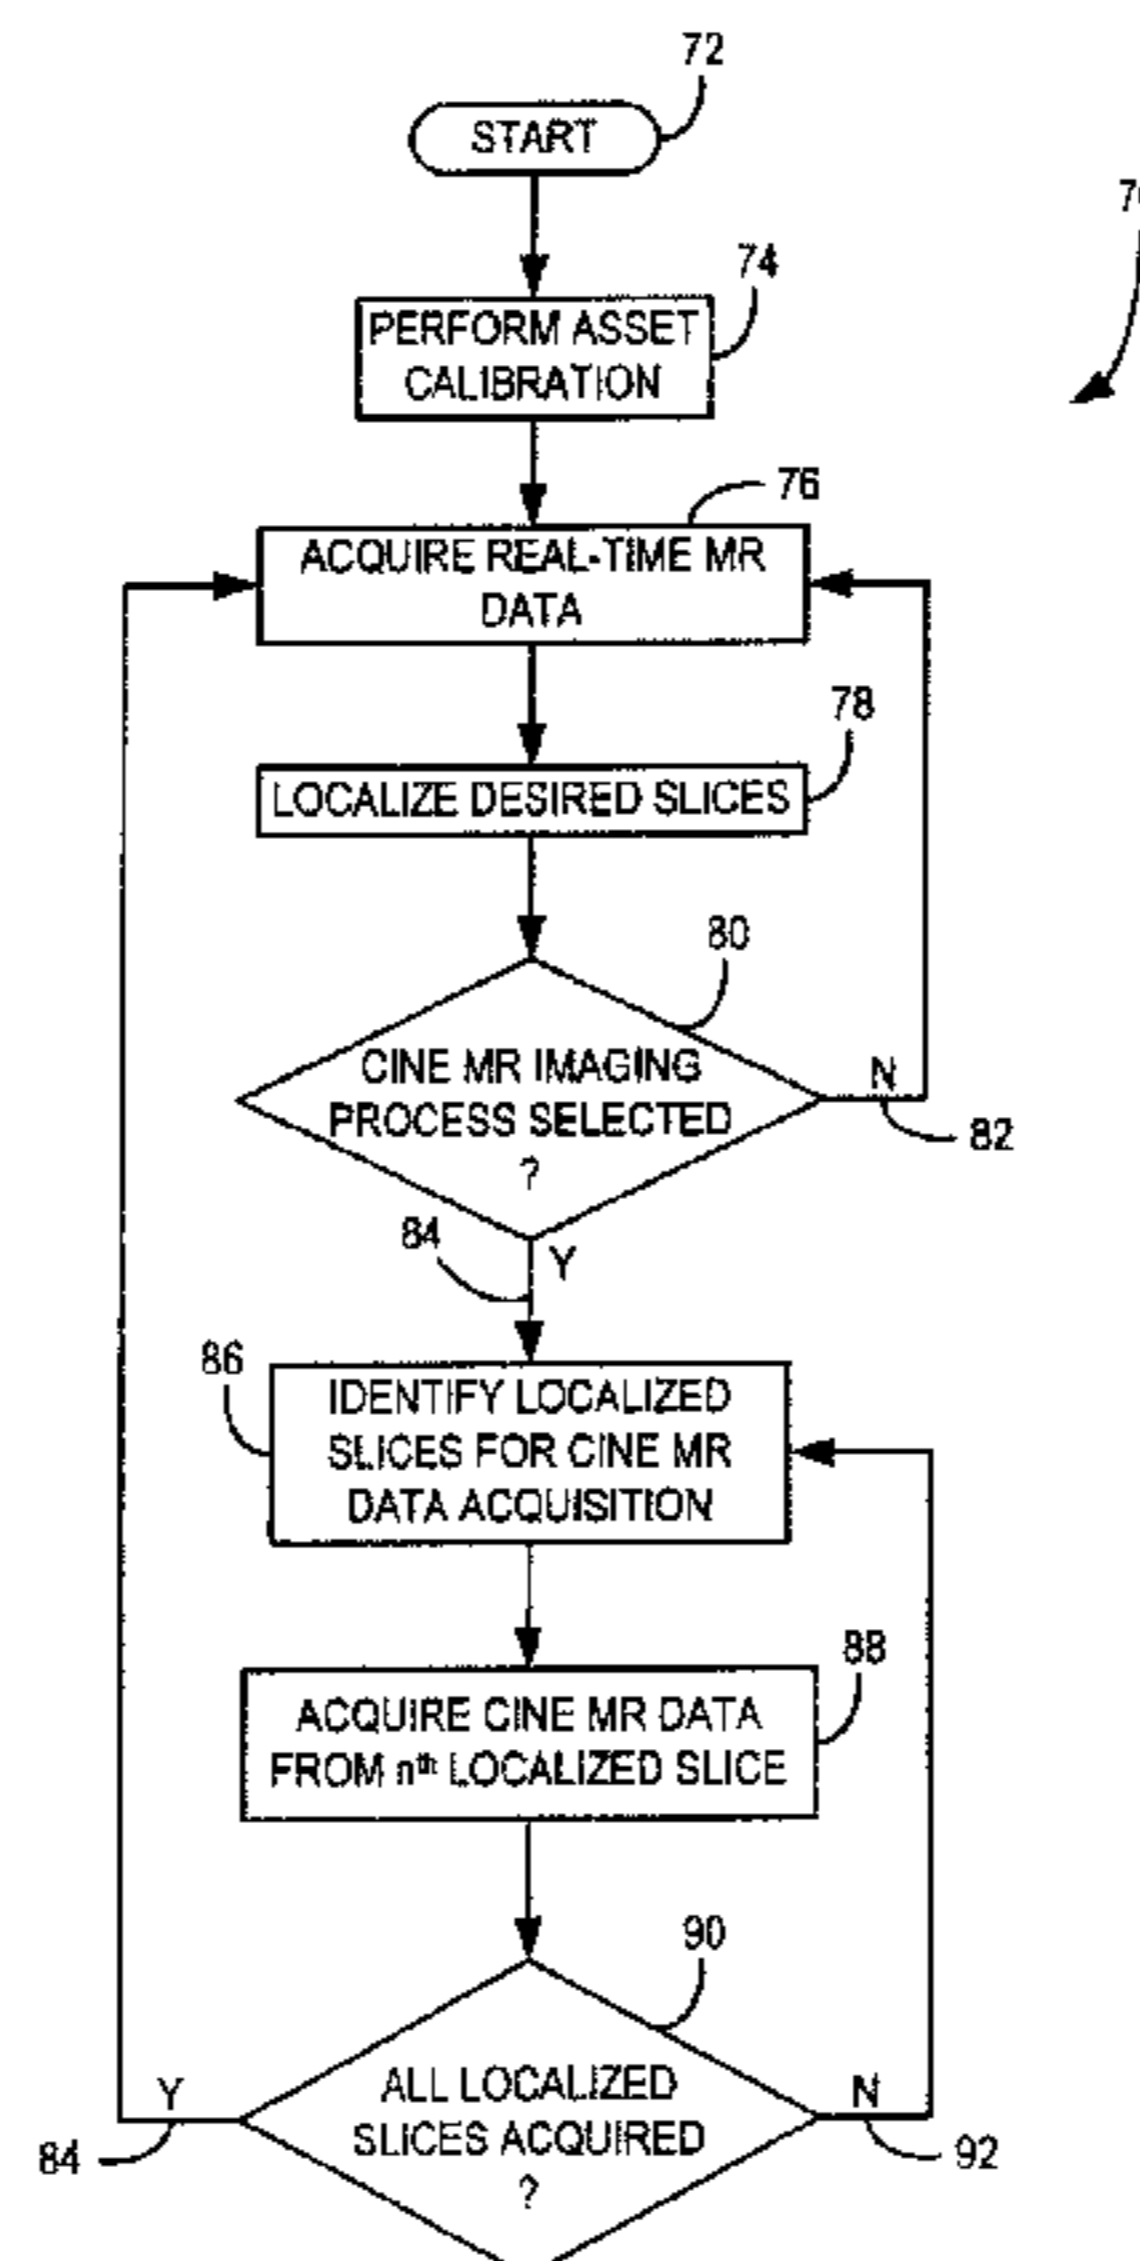 72
START
7
74
PERFORM ASSET
CALIBRATION
76
ACQUIRE REAL-TIME MR
DATA
78
LOCALIZE DESIRED SLICES
80
CINE MR IMAGING
PROCESS SELECTED
?
N
82
84
Y
86
IDENTIFY LOCALIZED
SLICES FOR CINE MR
DATA ACQUISITION
88
ACQUIRE CINE MR DATA
FROM nth LOCALIZED SLICE
90
ALL LOCALIZED
SLICES ACQUIRED
?
Y
84
N
92